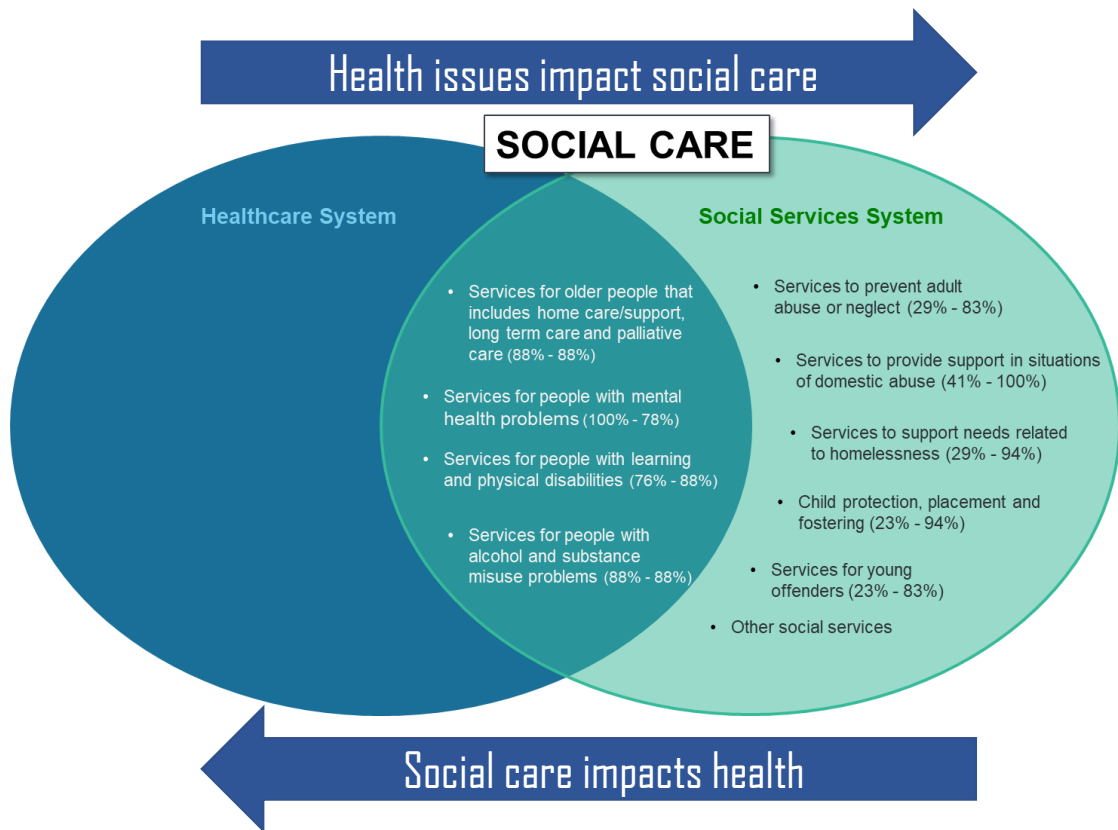 Health issues impact social care
SOCIAL CARE
Healthcare System
Social Services System
• Services for older people that
includes home care/support,
long term care and palliative
care (88% - 88%)
• Services for people with mental
health problems (100% - 78%)
• Services for people with learning
and physical disabilities (76% - 88%)
• Services for people with
alcohol and substance
misuse problems (88% - 88%)
• Services to prevent adult
abuse or neglect (29% - 83%)
• Services to provide support in situations
of domestic abuse (41% - 100%)
• Services to support needs related
to homelessness (29% - 94%)
• Child protection, placement and
fostering (23% - 94%)
• Services for young
offenders (23% - 83%)
• Other social services
Social care impacts health